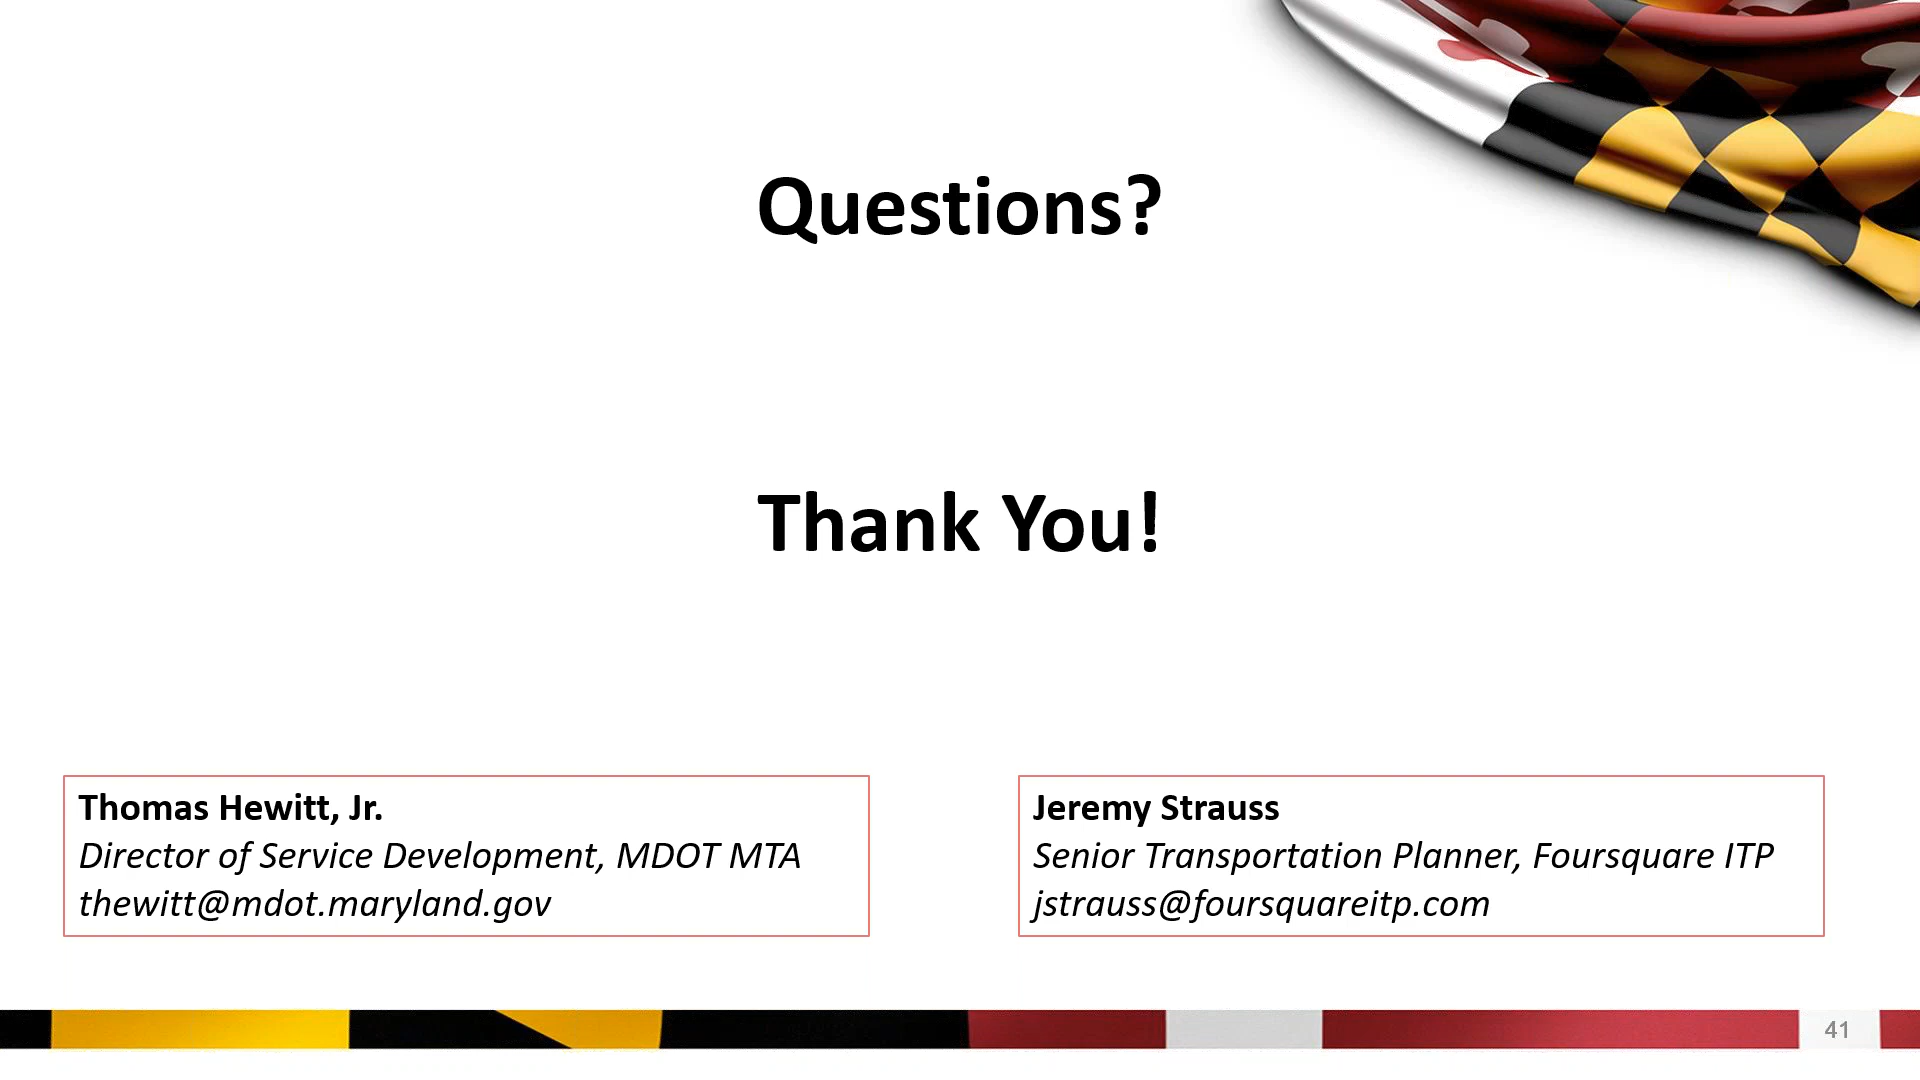 Questions?
Thank You!
Thomas Hewitt, Jr.
Director of Service Development, MDOT MTA
thewitt@mdot.maryland.gov
Jeremy Strauss
Senior Transportation Planner, Foursquare ITP
jstrauss@foursquareitp.com
41